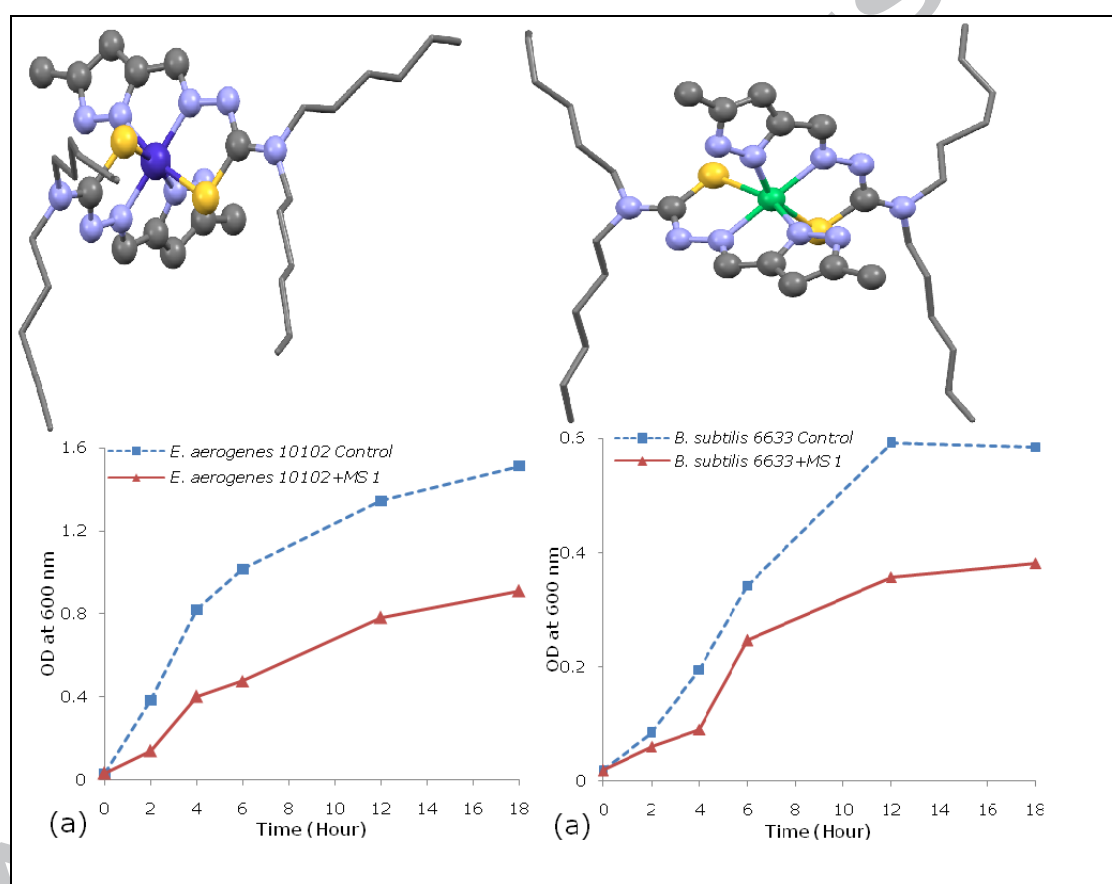 E. aerogenes 10102 Control
E. aerogenes 10102+MS 1
OD at 600 nm
1.6
1.2
0.8
0.4
0
0 2 4 6 8 10 12 14 16 18
Time (Hour)
(a)
B. subtilis 6633 Control
B. subtilis 6633+MS 1
OD at 600 nm
0.5
0.4
0.2
0
0 2 4 6 8 10 12 14 16 18
Time (Hour)
(a)